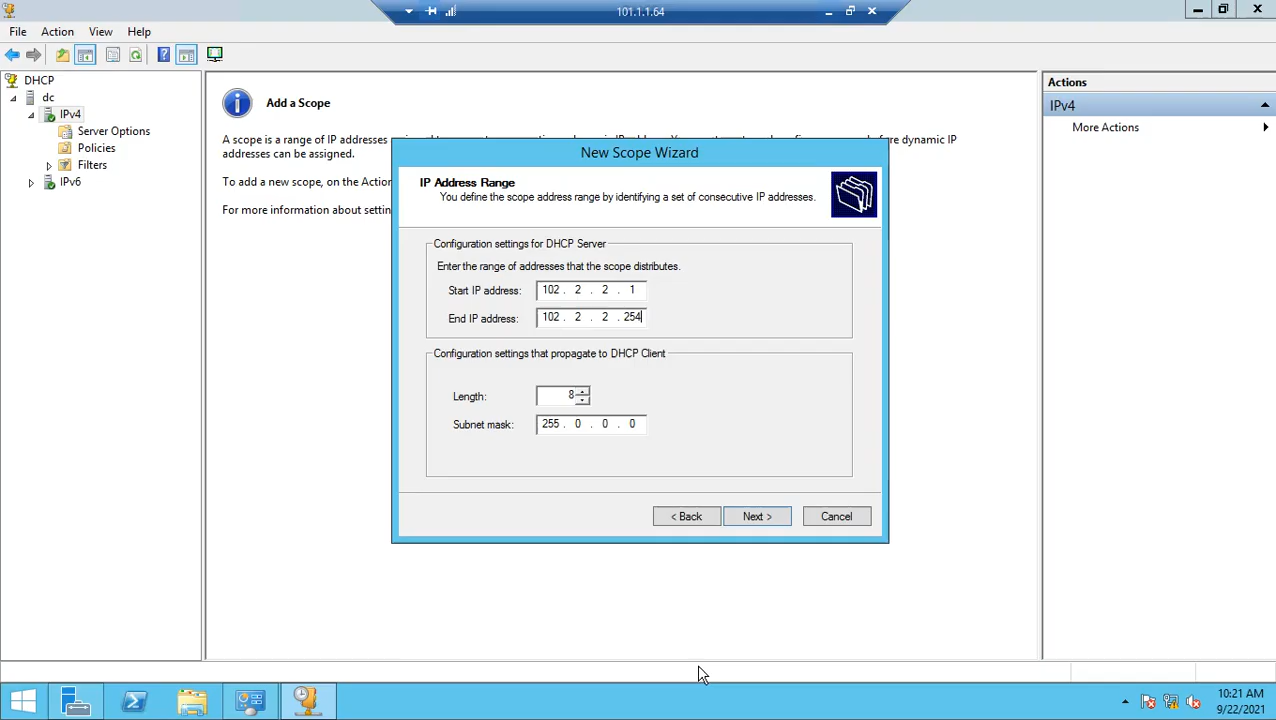 101.1.1.64
File Action View Help
DHCP
dc
IPv4
Server Options
Policies
Filters
IPv6
Add a Scope
A scope is a range of IP addresses
re dynamic IP
addresses can be assigned.
To add a new scope, on the Action
For more information about settin
New Scope Wizard
IP Address Range
You define the scope address range by identifying a set of consecutive IP addresses.
Configuration settings for DHCP Server
Enter the range of addresses that the scope distributes.
Start IP address: 102 . 2 . 2 . 1
End IP address: 102 . 2 . 2 . 254
Configuration settings that propagate to DHCP Client
Length: 8
Subnet mask: 255 . 0 . 0 . 0
< Back Next > Cancel
Actions
IPv4
More Actions
10:21 AM
9/22/2021